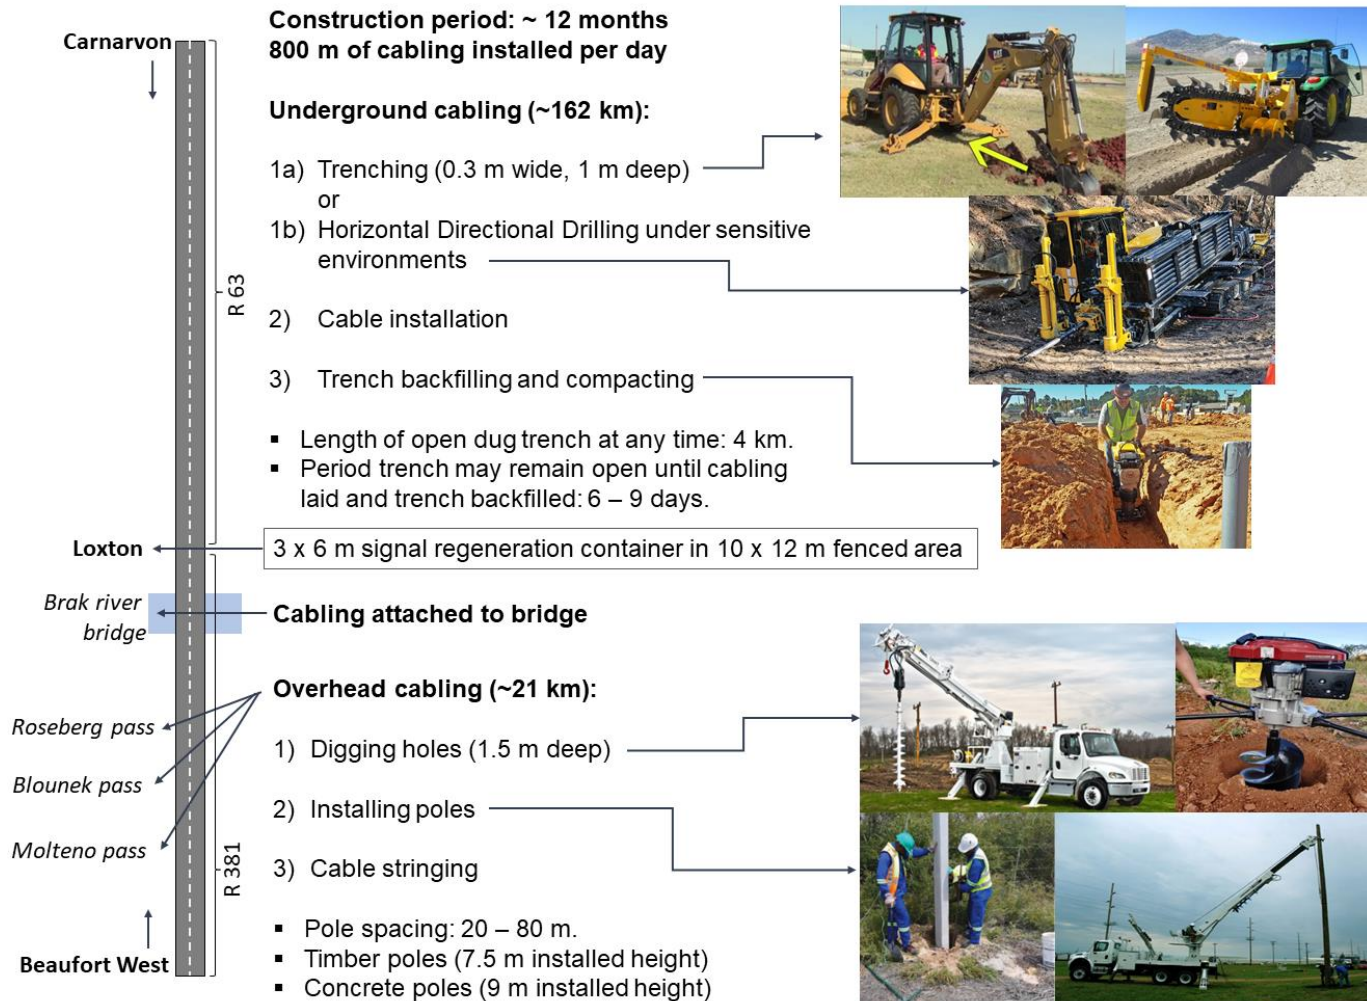 Construction period: ~ 12 months
800 m of cabling installed per day
Carnarvon
Underground cabling (~162 km):
1a) Trenching (0.3 m wide, 1 m deep)
or
1b) Horizontal Directional Drilling under sensitive
environments
R 63
2) Cable installation
3) Trench backfilling and compacting
▪ Length of open dug trench at any time: 4 km.
▪ Period trench may remain open until cabling
laid and trench backfilled: 6 – 9 days.
Loxton
3 x 6 m signal regeneration container in 10 x 12 m fenced area
Brak river
bridge
Cabling attached to bridge
Overhead cabling (~21 km):
Roseberg pass
1) Digging holes (1.5 m deep)
Blounek pass
2) Installing poles
Molteno pass
3) Cable stringing
R 381
▪ Pole spacing: 20 – 80 m.
▪ Timber poles (7.5 m installed height)
▪ Concrete poles (9 m installed height)
Beaufort West
CAT